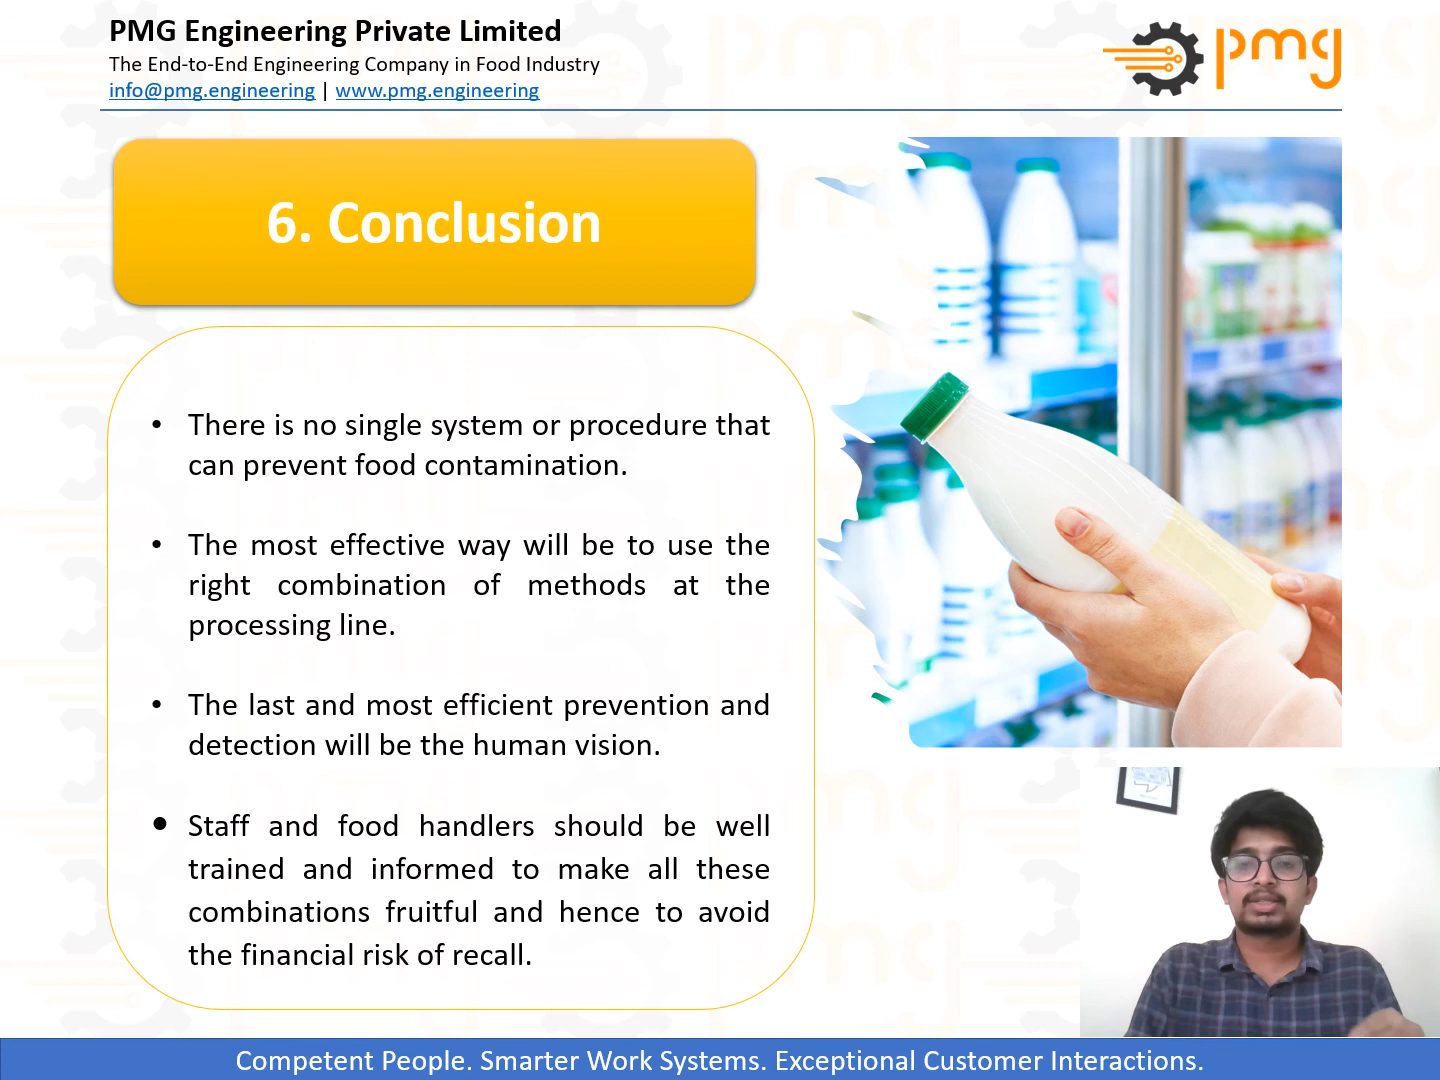 PMG Engineering Private Limited
The End-to-End Engineering Company in Food Industry
info@pmg.engineering | www.pmg.engineering
pmg
6. Conclusion
• There is no single system or procedure that
can prevent food contamination.
• The most effective way will be to use the
right combination of methods at the
processing line.
• The last and most efficient prevention and
detection will be the human vision.
• Staff and food handlers should be well
trained and informed to make all these
combinations fruitful and hence to avoid
the financial risk of recall.
Competent People. Smarter Work Systems. Exceptional Customer Interactions.